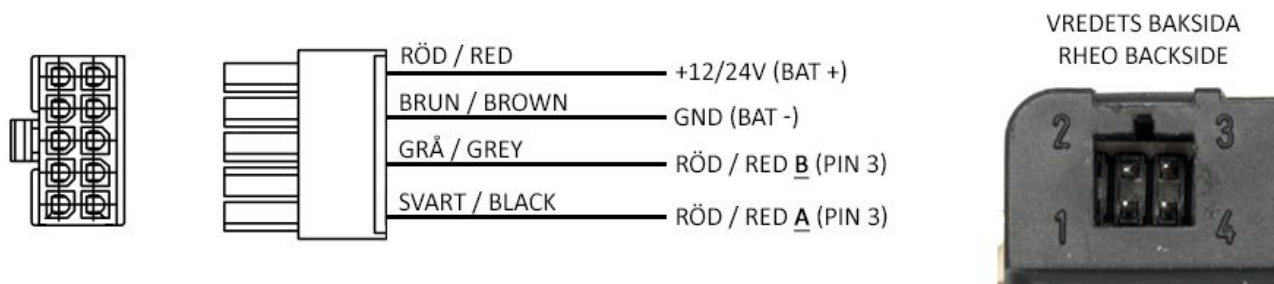 RÖD / RED
+12/24V (BAT +)
BRUN / BROWN
GND (BAT -)
GRÅ / GREY
RÖD / RED B (PIN 3)
SVART / BLACK
RÖD / RED A (PIN 3)
VREDETS BAKSIDA
RHEO BACKSIDE
2 3
1 4